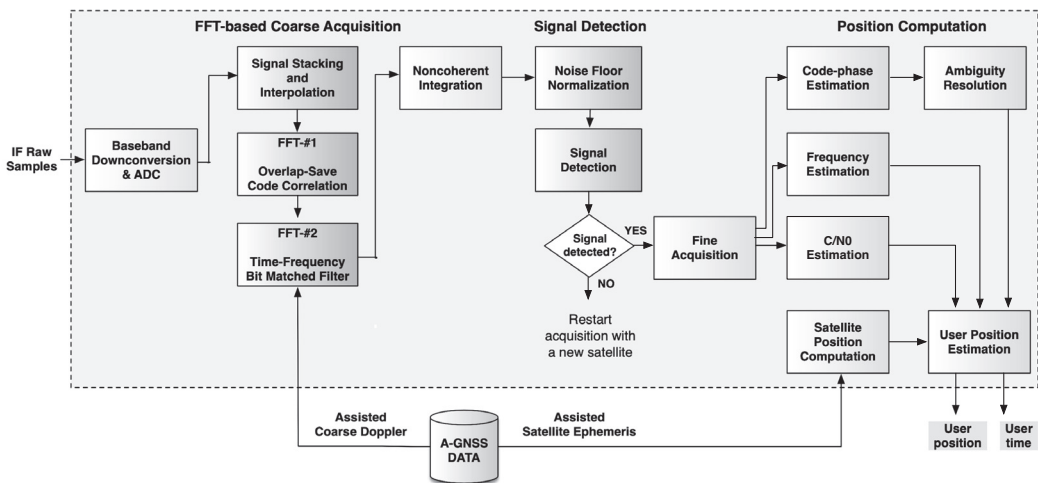 FFT-based Coarse Acquisition
Signal Detection
Position Computation
IF Raw
Samples
Baseband
Downconversion
& ADC
Signal Stacking
and
Interpolation
FFT-#1
Overlap-Save
Code Correlation
FFT-#2
Time-Frequency
Bit Matched Filter
Noncoherent
Integration
Noise Floor
Normalization
Signal
Detection
Signal
detected?
YES
NO
Restart
acquisition with
a new satellite
Fine
Acquisition
Code-phase
Estimation
Ambiguity
Resolution
Frequency
Estimation
C/N0
Estimation
Satellite
Position
Computation
User Position
Estimation
User
position
User
time
Assisted
Coarse Doppler
A-GNSS
DATA
Assisted
Satellite Ephemeris